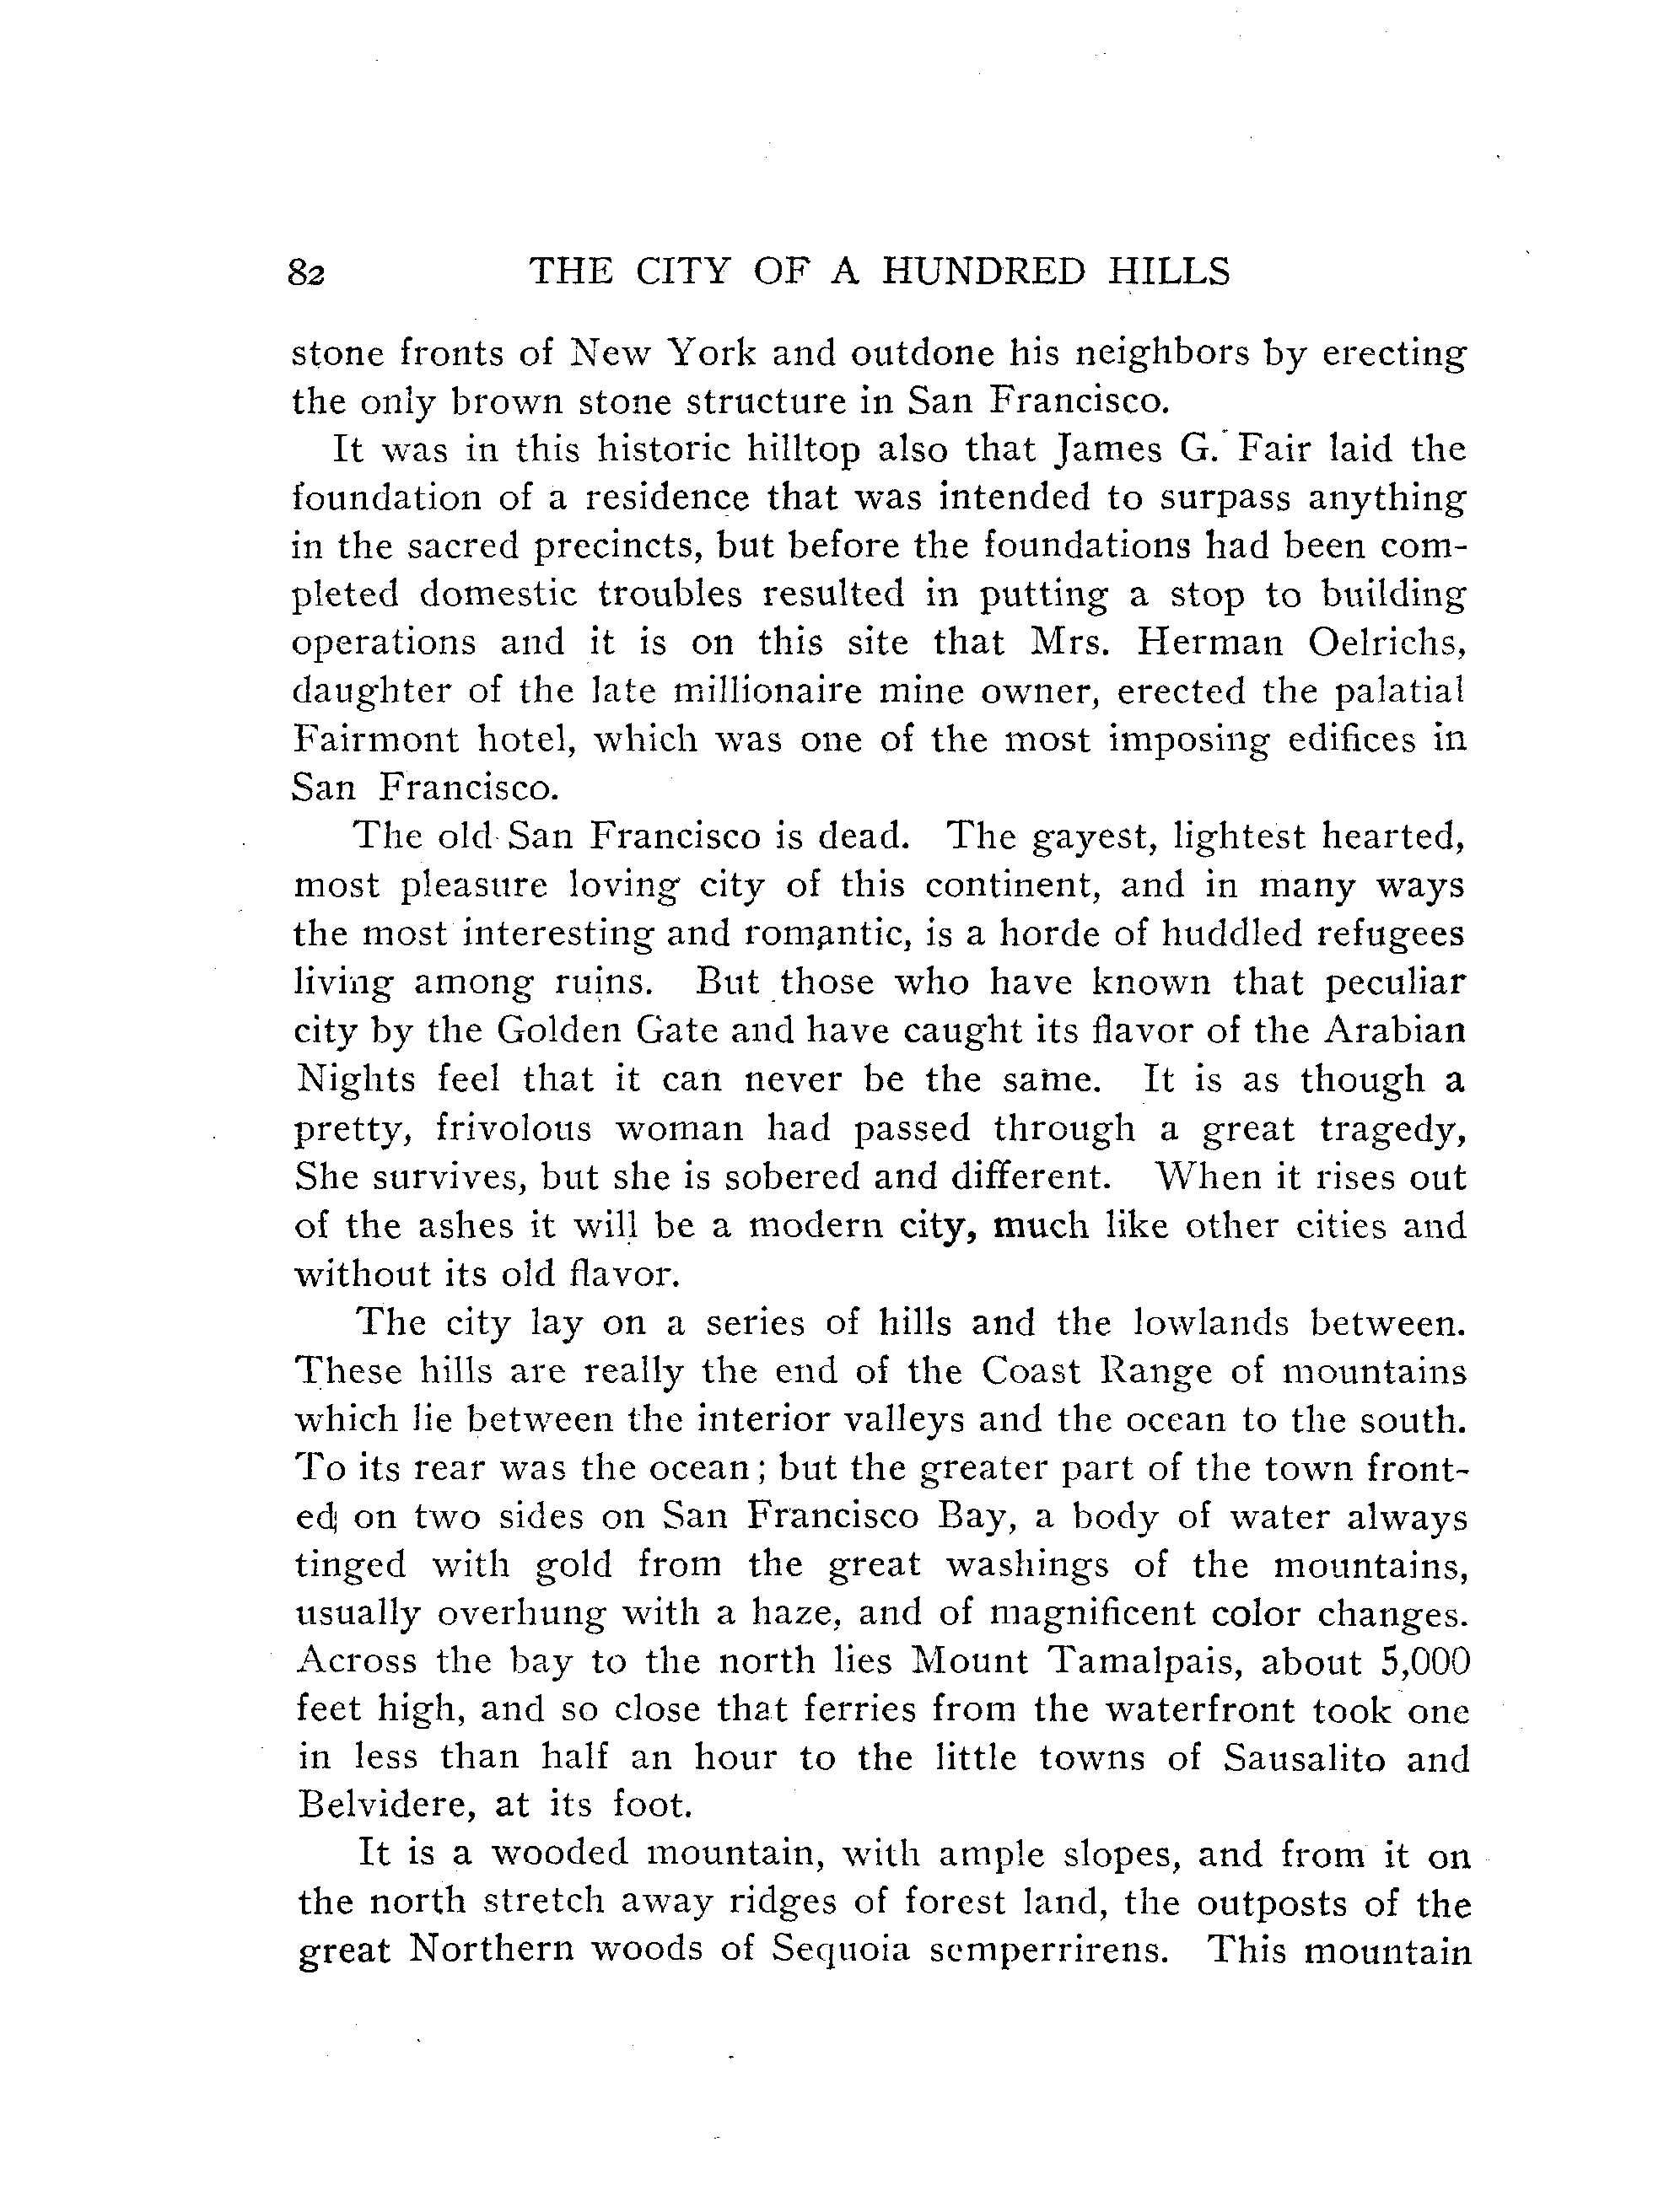 82 THE CITY OF A HUNDRED HILLS
stone fronts of New York and outdone his neighbors by erecting
the only brown stone structure in San Francisco.
It was in this historic hilltop also that James G. Fair laid the
foundation of a residence that was intended to surpass anything
in the sacred precincts, but before the foundations had been com-
pleted domestic troubles resulted in putting a stop to building
operations and it is on this site that Mrs. Herman Oelrichs,
daughter of the late millionaire mine owner, erected the palatial
Fairmont hotel, which was one of the most imposing edifices in
San Francisco.
The old San Francisco is dead. The gayest, lightest hearted,
most pleasure loving city of this continent, and in many ways
the most interesting and romantic, is a horde of huddled refugees
living among ruins. But those who have known that peculiar
city by the Golden Gate and have caught its flavor of the Arabian
Nights feel that it can never be the same. It is as though a
pretty, frivolous woman had passed through a great tragedy,
She survives, but she is sobered and different. When it rises out
of the ashes it will be a modern city, much like other cities and
without its old flavor.
The city lay on a series of hills and the lowlands between.
These hills are really the end of the Coast Range of mountains
which lie between the interior valleys and the ocean to the south.
To its rear was the ocean; but the greater part of the town front-
ed on two sides on San Francisco Bay, a body of water always
tinged with gold from the great washings of the mountains,
usually overhung with a haze, and of magnificent color changes.
Across the bay to the north lies Mount Tamalpais, about 5,000
feet high, and so close that ferries from the waterfront took one
in less than half an hour to the little towns of Sausalito and
Belvidere, at its foot.
It is a wooded mountain, with ample slopes, and from it on
the north stretch away ridges of forest land, the outposts of the
great Northern woods of Sequoia semperrirens. This mountain